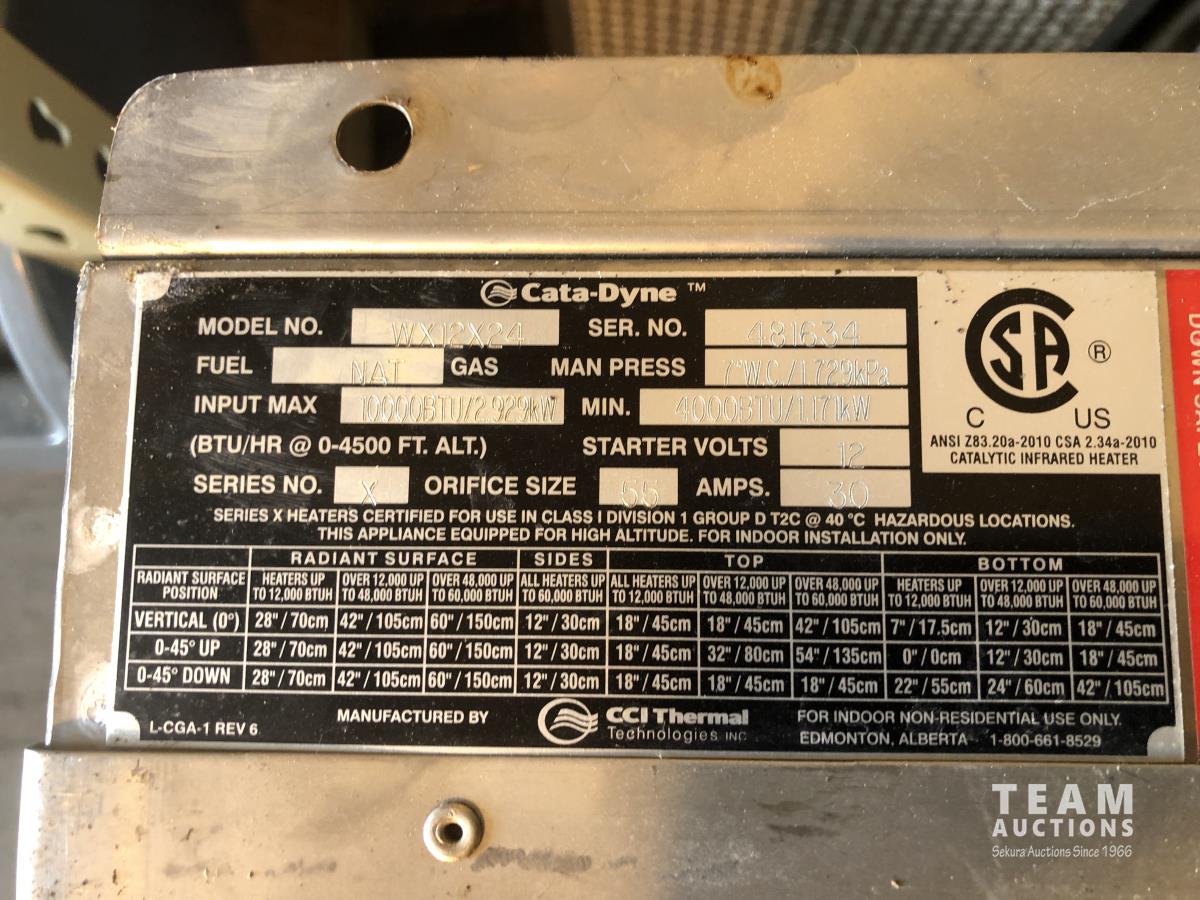 Cata-Dyne ™
MODEL NO. WX12X24 SER. NO. 481634
FUEL NAT GAS MAN PRESS 7"W.C./1.729kPa
INPUT MAX 10000BTU/2.929kW MIN. 4000BTU/1.171kW
(BTU/HR @ 0-4500 FT. ALT.) STARTER VOLTS 12
SERIES NO. X ORIFICE SIZE 55 AMPS. 30
CSA ®
C US
ANSI Z83.20a-2010 CSA 2.34a-2010
CATALYTIC INFRARED HEATER
SERIES X HEATERS CERTIFIED FOR USE IN CLASS I DIVISION 1 GROUP D T2C @ 40 °C HAZARDOUS LOCATIONS.
THIS APPLIANCE EQUIPPED FOR HIGH ALTITUDE. FOR INDOOR INSTALLATION ONLY.
RADIANT SURFACE SIDES TOP BOTTOM
RADIANT SURFACE HEATERS UP OVER 12,000 UP OVER 48,000 UP ALL HEATERS UP ALL HEATERS UP OVER 12,000 UP OVER 48,000 UP HEATERS UP OVER 12,000 UP OVER 48,000 UP
POSITION TO 12,000 BTUH TO 48,000 BTUH TO 60,000 BTUH TO 60,000 BTUH TO 12,000 BTUH TO 48,000 BTUH TO 60,000 BTUH TO 12,000 BTUH TO 48,000 BTUH TO 60,000 BTUH
VERTICAL (0°) 28" / 70cm 42" / 105cm 60" / 150cm 12" / 30cm 18" / 45cm 18" / 45cm 42" / 105cm 7" / 17.5cm 12" / 30cm 18" / 45cm
0-45° UP 28" / 70cm 42" / 105cm 60" / 150cm 12" / 30cm 18" / 45cm 32" / 80cm 54" / 135cm 0" / 0cm 12" / 30cm 18" / 45cm
0-45° DOWN 28" / 70cm 42" / 105cm 60" / 150cm 12" / 30cm 18" / 45cm 18" / 45cm 18" / 45cm 22" / 55cm 24" / 60cm 42" / 105cm
L-CGA-1 REV 6
MANUFACTURED BY CCI Thermal
Technologies INC
FOR INDOOR NON-RESIDENTIAL USE ONLY.
EDMONTON, ALBERTA 1-800-661-8529
TEAM
AUCTIONS
Sekura Auctions Since 1966